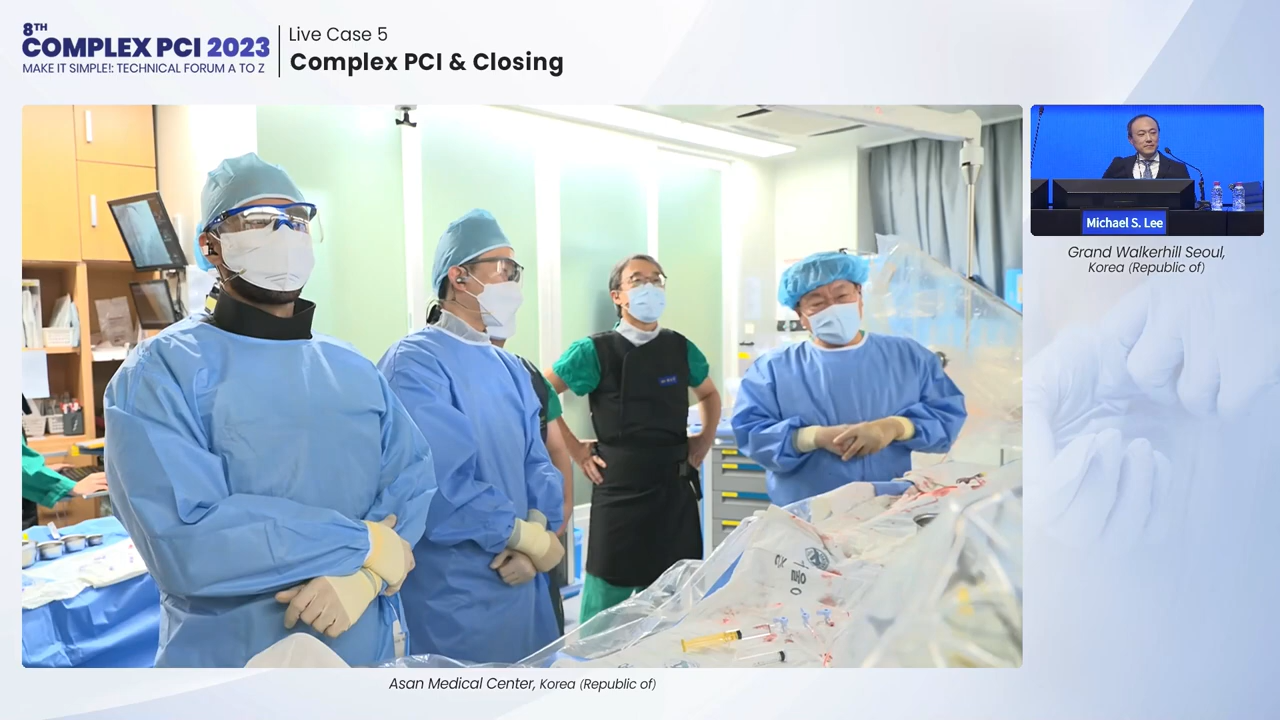 8TH
COMPLEX PCI 2023
MAKE IT SIMPLE!: TECHNICAL FORUM A TO Z
Live Case 5
Complex PCI & Closing
Michael S. Lee
Grand Walkerhill Seoul,
Korea (Republic of)
Asan Medical Center, Korea (Republic of)